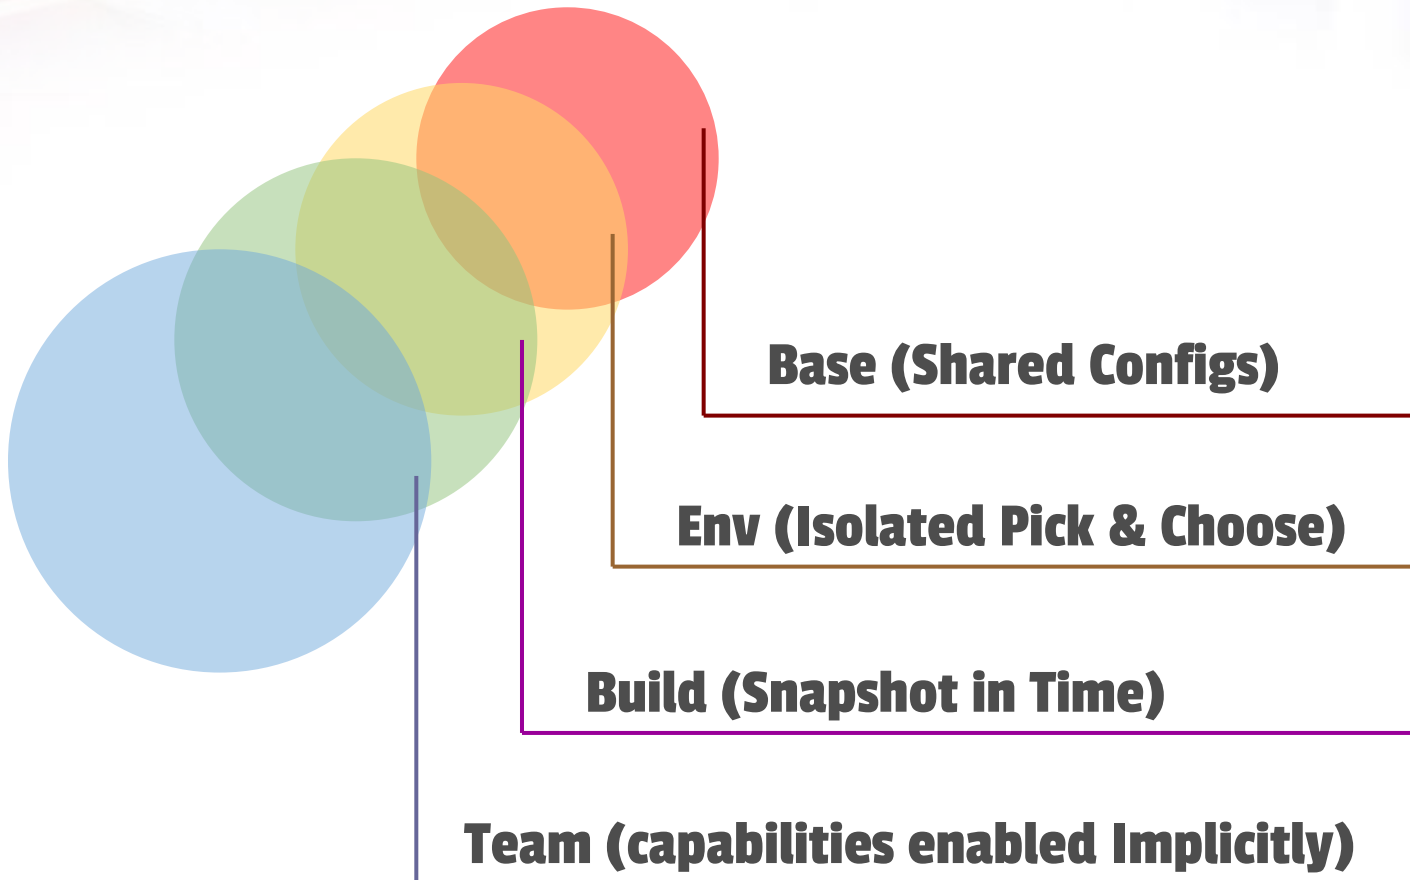 Base (Shared Configs)
Env (Isolated Pick & Choose)
Build (Snapshot in Time)
Team (capabilities enabled Implicitly)